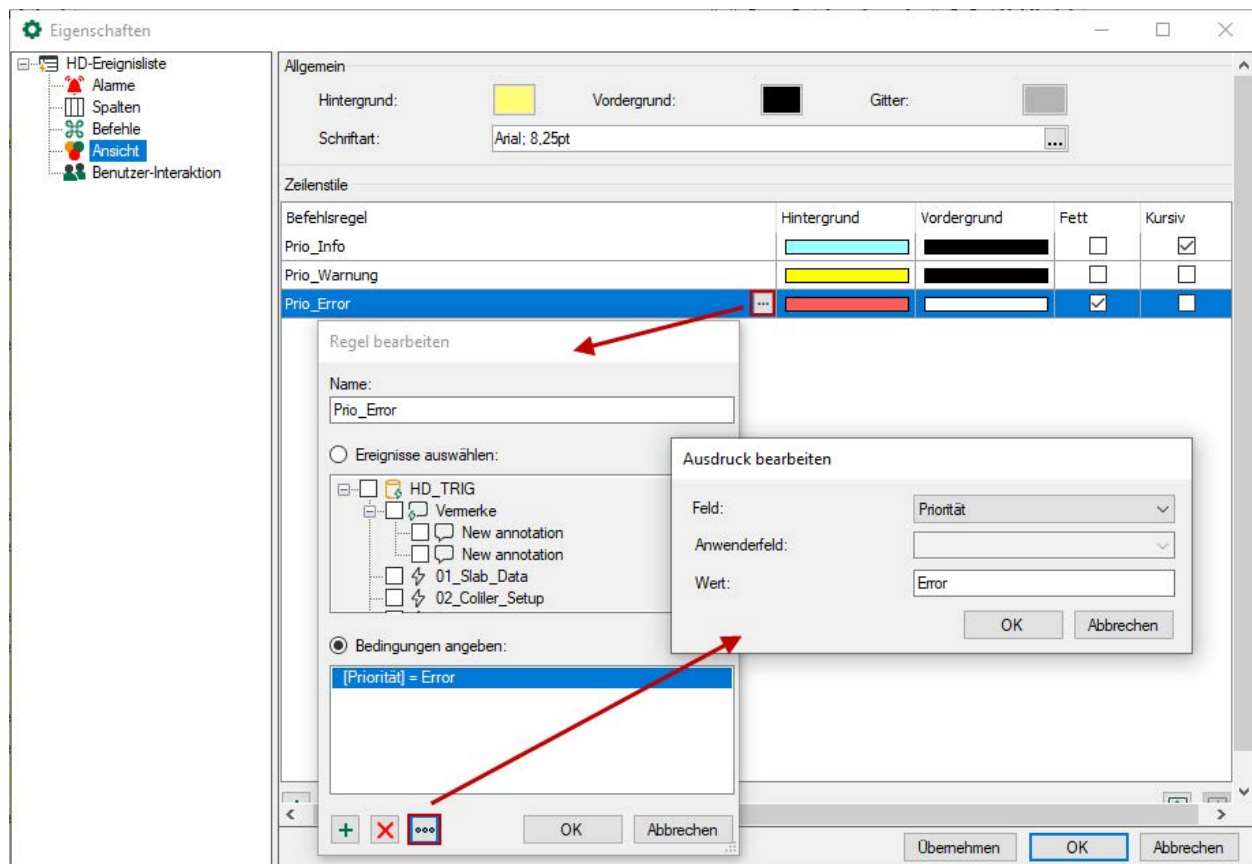 Eigenschaften
HD-Ereignisliste
Alarme
Spalten
Befehle
Ansicht
Benutzer-Interaktion
Allgemein
Hintergrund: Vordergrund: Gitter:
Schriftart: Arial; 8,25pt ...
Zeilenstile
Befehlsregel Hintergrund Vordergrund Fett Kursiv
Prio_Info
Prio_Warnung
Prio_Error ...
Regel bearbeiten
Name:
Prio_Error
Ereignisse auswählen:
HD_TRIG
Vermerke
New annotation
New annotation
01_Slab_Data
02_Coliler_Setup
Bedingungen angeben:
[Priorität] = Error
OK Abbrechen
Ausdruck bearbeiten
Feld: Priorität
Anwenderfeld:
Wert: Error
OK Abbrechen
Übernehmen OK Abbrechen